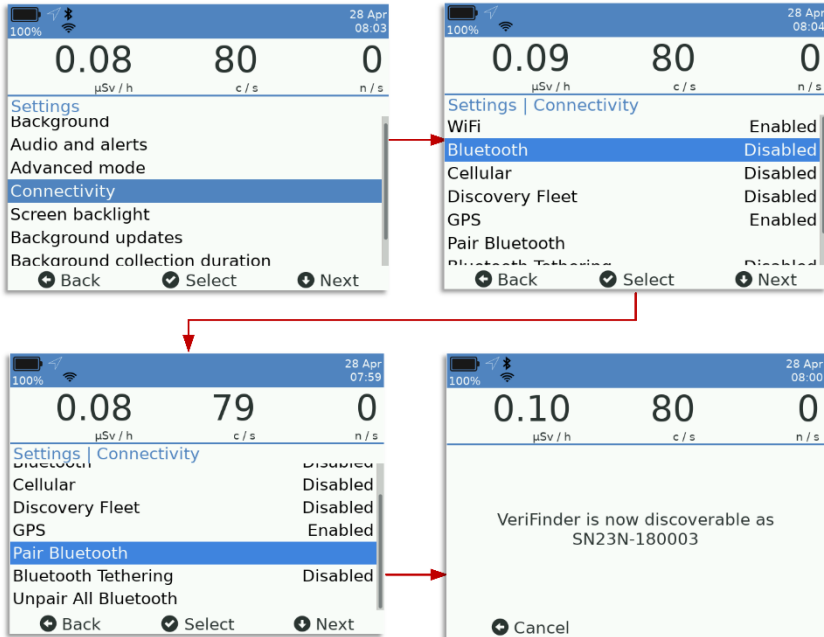 100%
28 Apr
08:03
0.08 80 0
µSv / h c / s n / s
Settings
Background
Audio and alerts
Advanced mode
Connectivity
Screen backlight
Background updates
Background collection duration
Back Select Next
100%
28 Apr
08:04
0.09 80 0
µSv / h c / s n / s
Settings | Connectivity
WiFi Enabled
Bluetooth Disabled
Cellular Disabled
Discovery Fleet Disabled
GPS Enabled
Pair Bluetooth
Bluetooth Tethering Disabled
Back Select Next
100%
28 Apr
07:59
0.08 79 0
µSv / h c / s n / s
Settings | Connectivity
Bluetooth Disabled
Cellular Disabled
Discovery Fleet Disabled
GPS Enabled
Pair Bluetooth
Bluetooth Tethering Disabled
Unpair All Bluetooth
Back Select Next
100%
28 Apr
08:00
0.10 80 0
µSv / h c / s n / s
VeriFinder is now discoverable as
SN23N-180003
Cancel